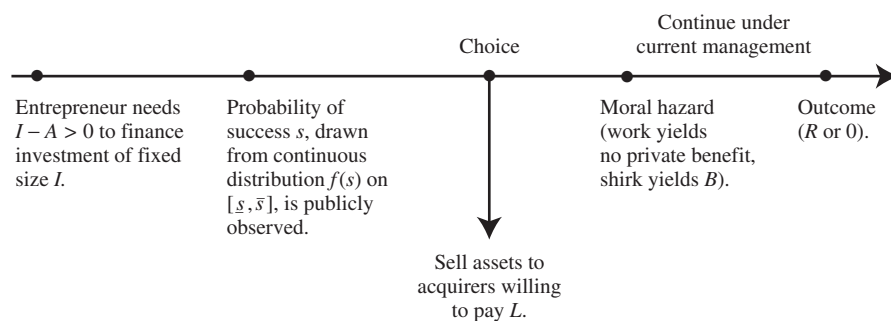 Choice
Continue under
current management
Entrepreneur needs
I – A > 0 to finance
investment of fixed
size I.
Probability of
success s, drawn
from continuous
distribution f(s) on
[s̲, s̄], is publicly
observed.
Moral hazard
(work yields
no private benefit,
shirk yields B).
Outcome
(R or 0).
Sell assets to
acquirers willing
to pay L.